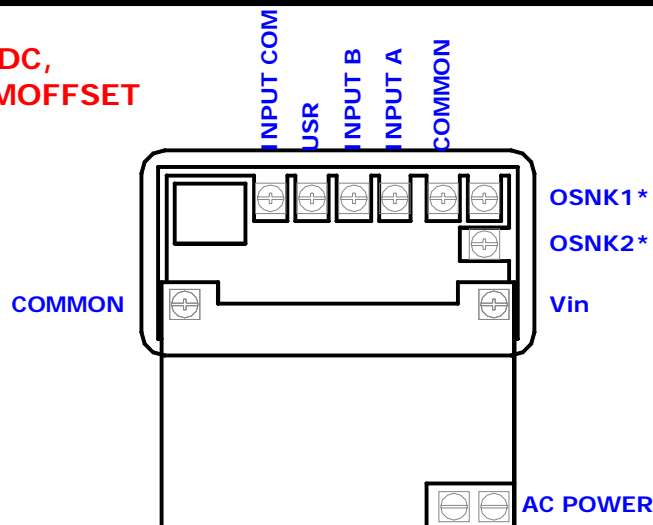 DC,
MOFFSET
INPUT COM
USR
INPUT B
INPUT A
COMMON
OSNK1*
OSNK2*
COMMON
Vin
AC POWER